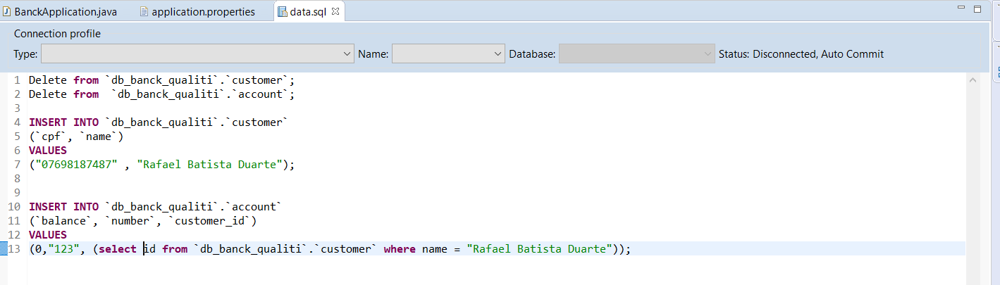 BanckApplication.java application.properties data.sql
Connection profile
Type: Name: Database: Status: Disconnected, Auto Commit
1 Delete from `db_banck_qualiti`.`customer`;
2 Delete from  `db_banck_qualiti`.`account`;
3
4 INSERT INTO `db_banck_qualiti`.`customer`
5 (`cpf`, `name`)
6 VALUES
7 ("07698187487" , "Rafael Batista Duarte");
8
9
10 INSERT INTO `db_banck_qualiti`.`account`
11 (`balance`, `number`, `customer_id`)
12 VALUES
13 (0,"123", (select id from `db_banck_qualiti`.`customer` where name = "Rafael Batista Duarte"));